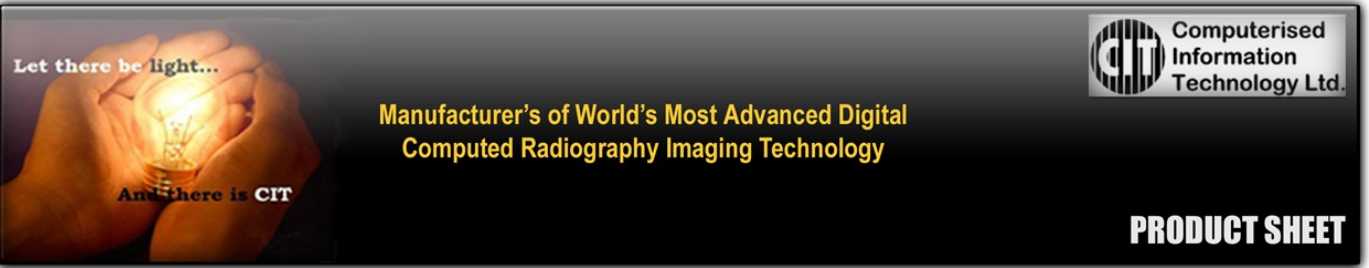 Let there be light...
And there is CIT
Manufacturer's of World's Most Advanced Digital
Computed Radiography Imaging Technology
CIT
Computerised
Information
Technology Ltd.
PRODUCT SHEET